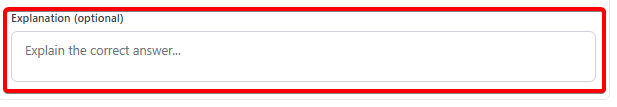 Explanation (optional)
Explain the correct answer...